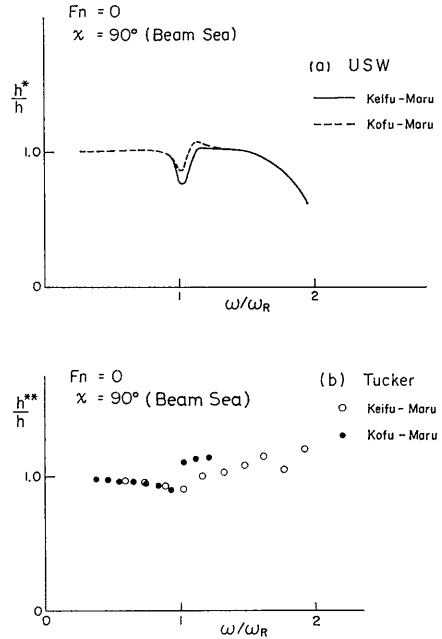 Fn = 0
χ = 90° (Beam Sea)
(a) USW
Keifu-Maru
Kofu-Maru
h*/h
1.0
0
1
2
ω/ωR
Fn = 0
χ = 90° (Beam Sea)
(b) Tucker
Keifu-Maru
Kofu-Maru
h**/h
1.0
0
0
1
2
ω/ωR